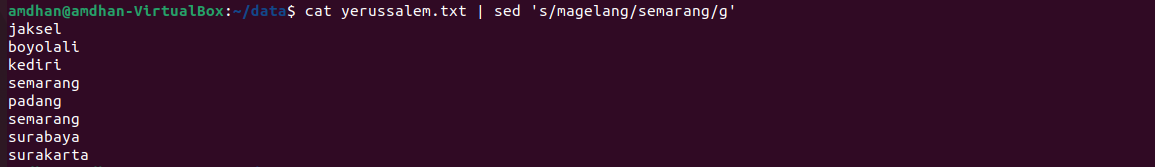 amdhan@amdhan-VirtualBox:~/data$ cat yerussalem.txt | sed 's/magelang/semarang/g'
jaksel
boyolali
kediri
semarang
padang
semarang
surabaya
surakarta